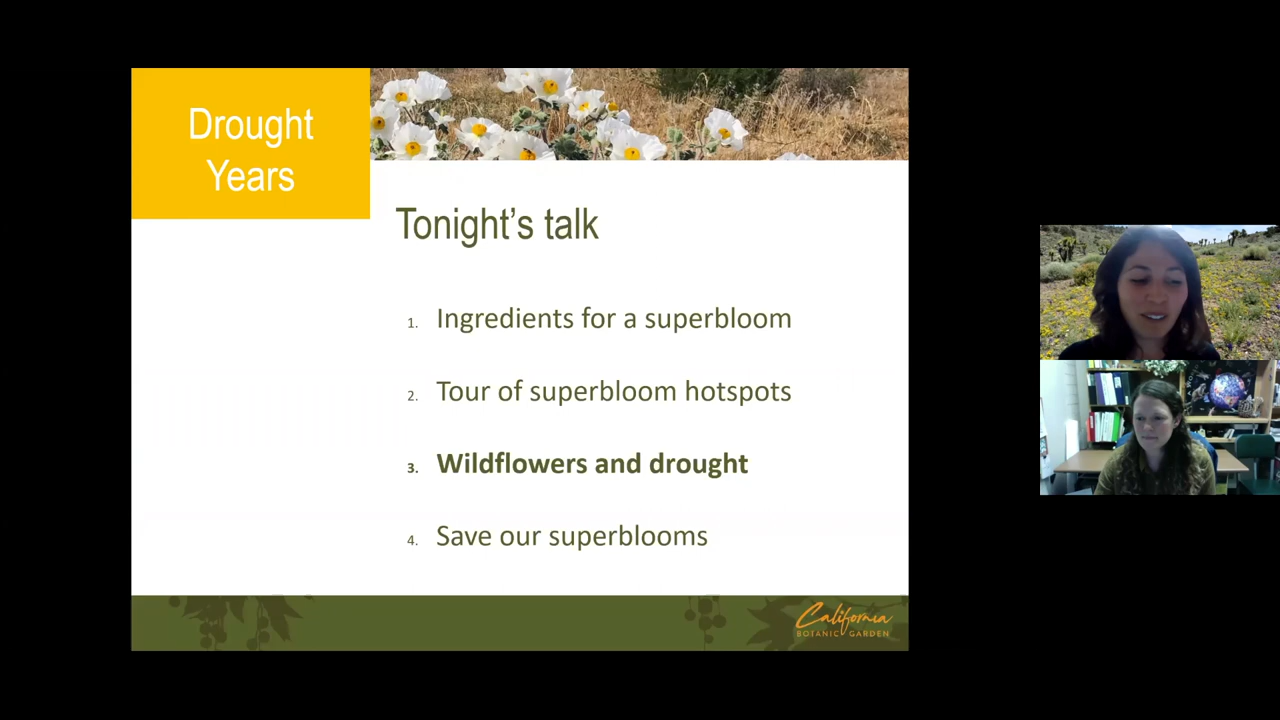 Drought
Years
Tonight's talk
1. Ingredients for a superbloom
2. Tour of superbloom hotspots
3. Wildflowers and drought
4. Save our superblooms
California
BOTANIC GARDEN